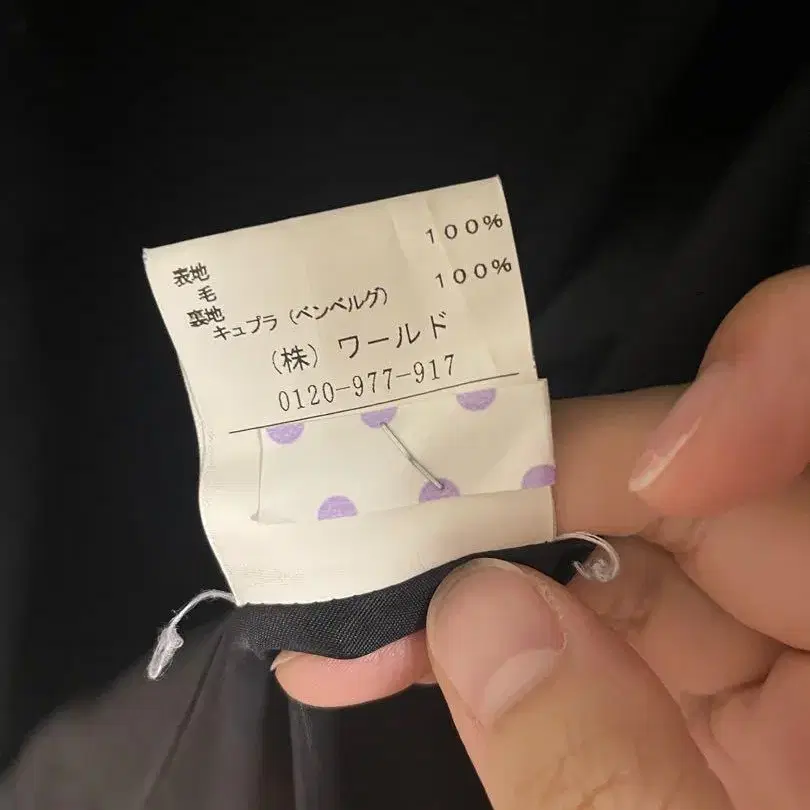 表地
毛 １００％
裏地
キュプラ（ベンベルグ） １００％
（株）ワールド
0120-977-917